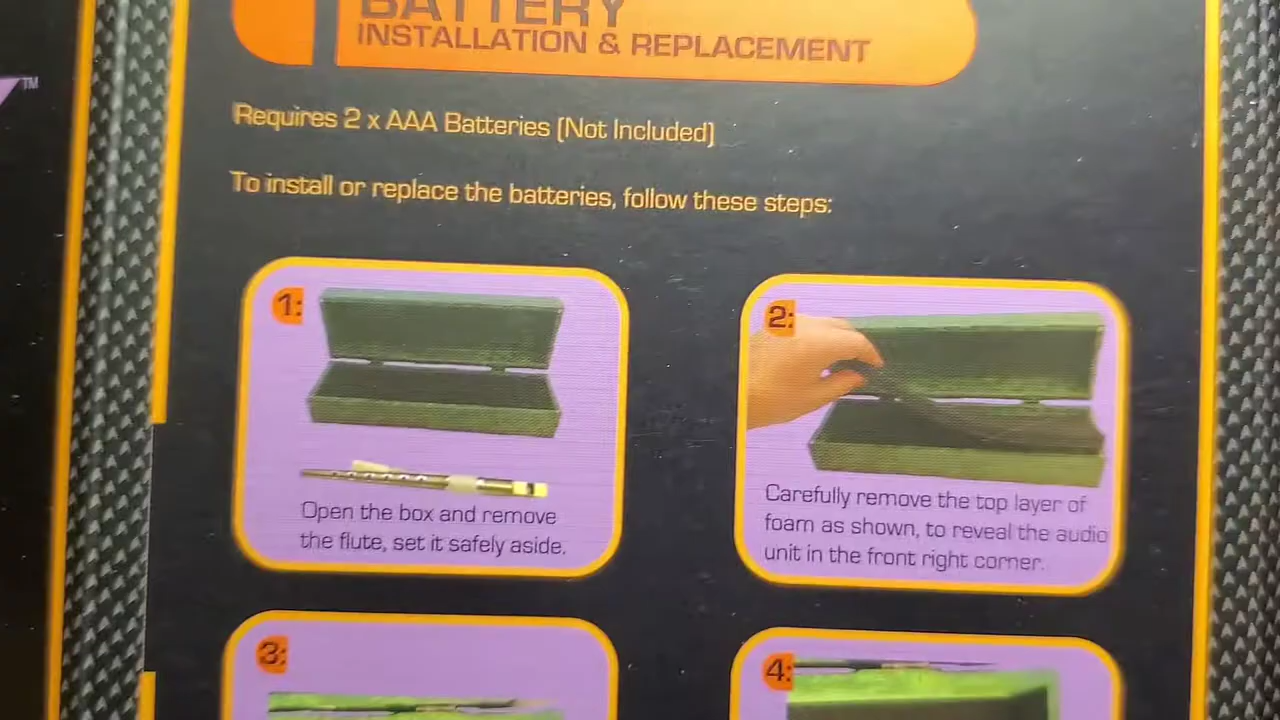 BATTERY
INSTALLATION & REPLACEMENT
TM
Requires 2 x AAA Batteries [Not Included]
To install or replace the batteries, follow these steps:
1:
Open the box and remove
the flute, set it safely aside.
2:
Carefully remove the top layer of
foam as shown, to reveal the audio
unit in the front right corner.
3:
4: